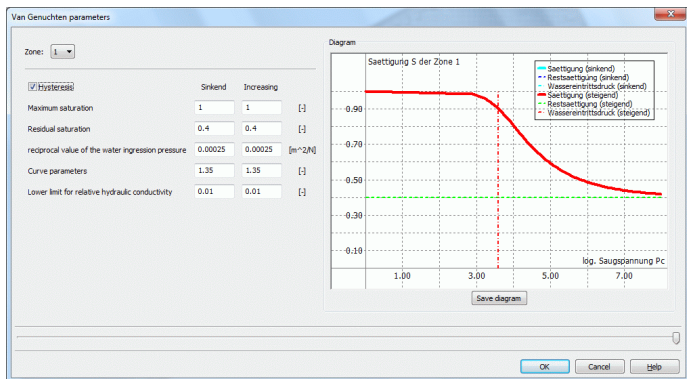 Van Genuchten parameters
Zone: 1
Hysteresis Sinkend Increasing
Maximum saturation 1 1 [-]
Residual saturation 0.4 0.4 [-]
reciprocal value of the water ingression pressure 0.00025 0.00025 [m^2/N]
Curve parameters 1.35 1.35 [-]
Lower limit for relative hydraulic conductivity 0.01 0.01 [-]
Diagram
Saettigung S der Zone 1
Saettigung (sinkend)
Restsaettigung (sinkend)
Wassereintrittsdruck (sinkend)
Saettigung (steigend)
Restsaettigung (steigend)
Wassereintrittsdruck (steigend)
0.90
0.70
0.50
0.30
0.10
log. Saugspannung Pc
1.00 3.00 5.00 7.00
Save diagram
OK Cancel Help